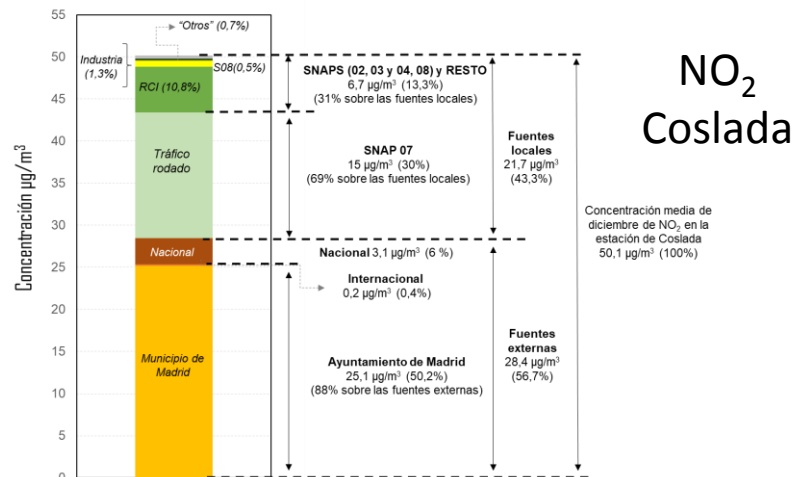 NO₂
Coslada
Concentración µg/m³
55
50
45
40
35
30
25
20
15
10
5
0
"Otros" (0,7%)
Industria
(1,3%)
S08(0,5%)
RCI (10,8%)
Tráfico
rodado
Nacional
Municipio de
Madrid
SNAPS (02, 03 y 04, 08) y RESTO
6,7 µg/m³ (13,3%)
(31% sobre las fuentes locales)
SNAP 07
15 µg/m³ (30%)
(69% sobre las fuentes locales)
Nacional 3,1 µg/m³ (6 %)
Internacional
0,2 µg/m³ (0,4%)
Ayuntamiento de Madrid
25,1 µg/m³ (50,2%)
(88% sobre las fuentes externas)
Fuentes
locales
21,7 µg/m³
(43,3%)
Fuentes
externas
28,4 µg/m³
(56,7%)
Concentración media de
diciembre de NO₂ en la
estación de Coslada
50,1 µg/m³ (100%)